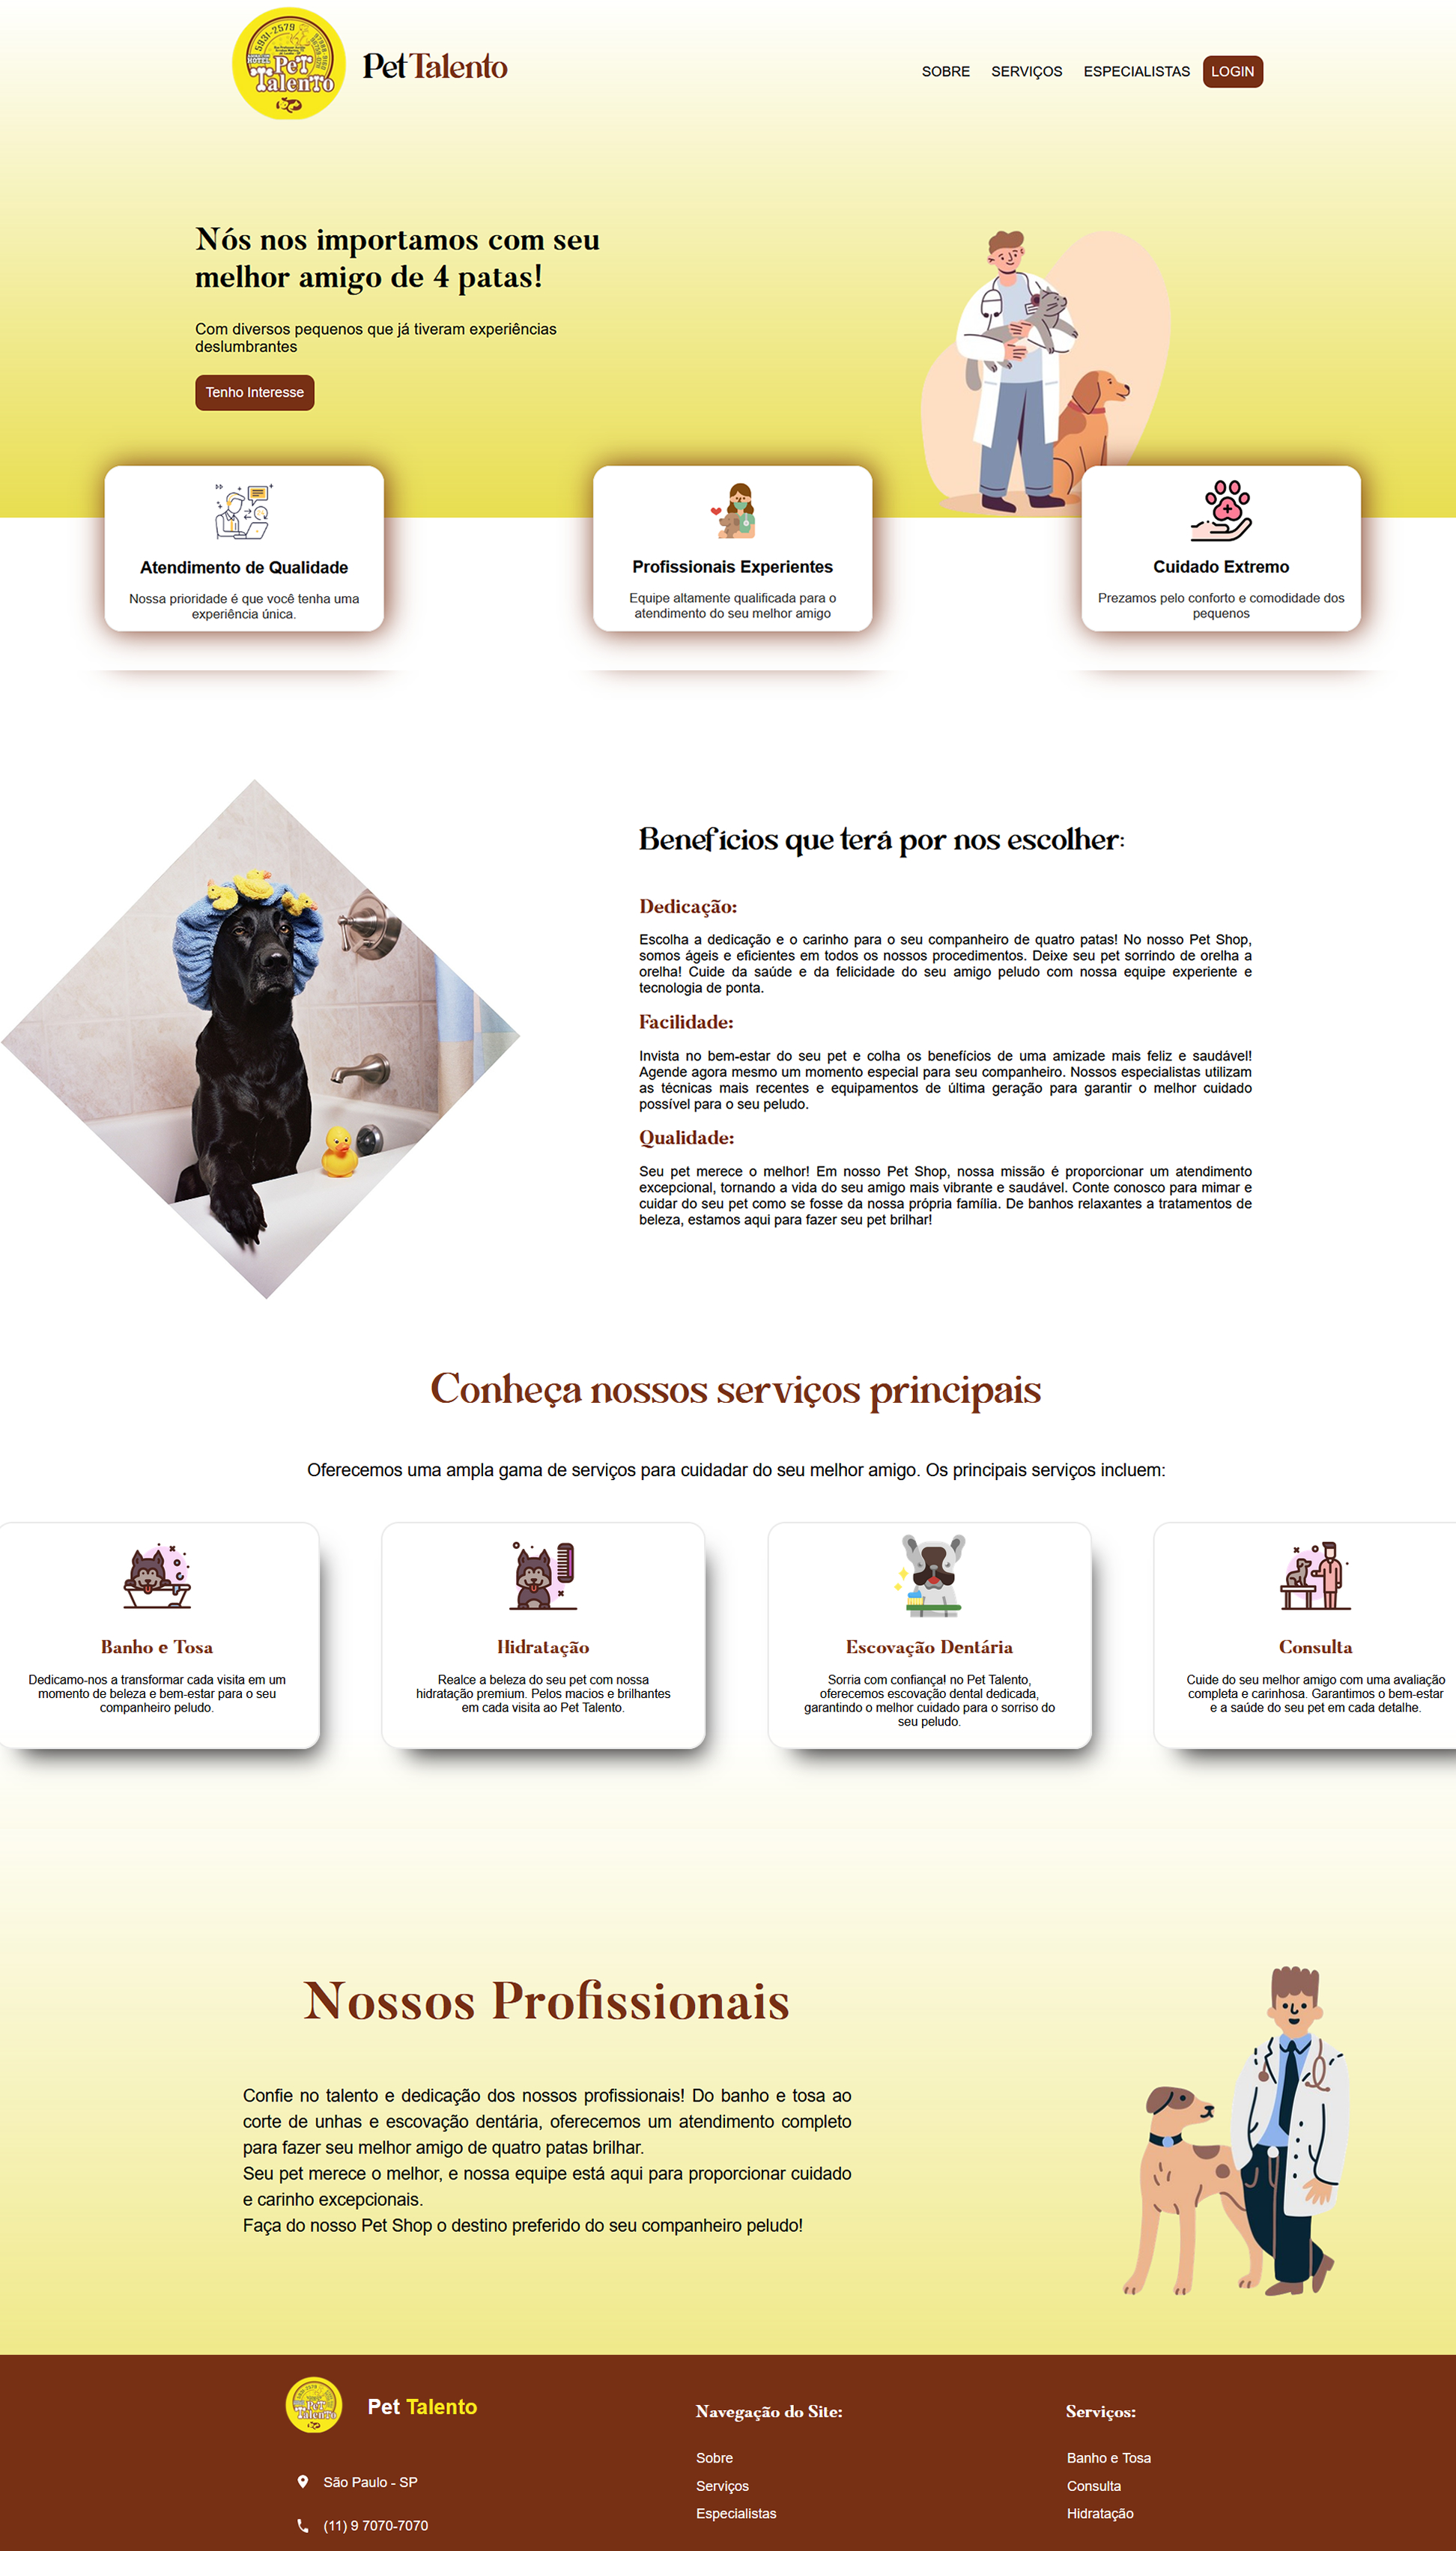 5931-2579
HOTEL
PeT
TalenTo
Pet Talento
SOBRE
SERVIÇOS
ESPECIALISTAS
LOGIN
Nós nos importamos com seu
melhor amigo de 4 patas!
Com diversos pequenos que já tiveram experiências
deslumbrantes
Tenho Interesse
Atendimento de Qualidade
Nossa prioridade é que você tenha uma
experiência única.
Profissionais Experientes
Equipe altamente qualificada para o
atendimento do seu melhor amigo
Cuidado Extremo
Prezamos pelo conforto e comodidade dos
pequenos
Benefícios que terá por nos escolher:
Dedicação:
Escolha a dedicação e o carinho para o seu companheiro de quatro patas! No nosso Pet Shop,
somos ágeis e eficientes em todos os nossos procedimentos. Deixe seu pet sorrindo de orelha a
orelha! Cuide da saúde e da felicidade do seu amigo peludo com nossa equipe experiente e
tecnologia de ponta.
Facilidade:
Invista no bem-estar do seu pet e colha os benefícios de uma amizade mais feliz e saudável!
Agende agora mesmo um momento especial para seu companheiro. Nossos especialistas utilizam
as técnicas mais recentes e equipamentos de última geração para garantir o melhor cuidado
possível para o seu peludo.
Qualidade:
Seu pet merece o melhor! Em nosso Pet Shop, nossa missão é proporcionar um atendimento
excepcional, tornando a vida do seu amigo mais vibrante e saudável. Conte conosco para mimar e
cuidar do seu pet como se fosse da nossa própria família. De banhos relaxantes a tratamentos de
beleza, estamos aqui para fazer seu pet brilhar!
Conheça nossos serviços principais
Oferecemos uma ampla gama de serviços para cuidadar do seu melhor amigo. Os principais serviços incluem:
Banho e Tosa
Dedicamo-nos a transformar cada visita em um
momento de beleza e bem-estar para o seu
companheiro peludo.
Hidratação
Realce a beleza do seu pet com nossa
hidratação premium. Pelos macios e brilhantes
em cada visita ao Pet Talento.
Escovação Dentária
Sorria com confiança! no Pet Talento,
oferecemos escovação dental dedicada,
garantindo o melhor cuidado para o sorriso do
seu peludo.
Consulta
Cuide do seu melhor amigo com uma avaliação
completa e carinhosa. Garantimos o bem-estar
e a saúde do seu pet em cada detalhe.
Nossos Profissionais
Confie no talento e dedicação dos nossos profissionais! Do banho e tosa ao
corte de unhas e escovação dentária, oferecemos um atendimento completo
para fazer seu melhor amigo de quatro patas brilhar.
Seu pet merece o melhor, e nossa equipe está aqui para proporcionar cuidado
e carinho excepcionais.
Faça do nosso Pet Shop o destino preferido do seu companheiro peludo!
PeT
TalenTo
Pet Talento
São Paulo - SP
(11) 9 7070-7070
Navegação do Site:
Sobre
Serviços
Especialistas
Serviços:
Banho e Tosa
Consulta
Hidratação